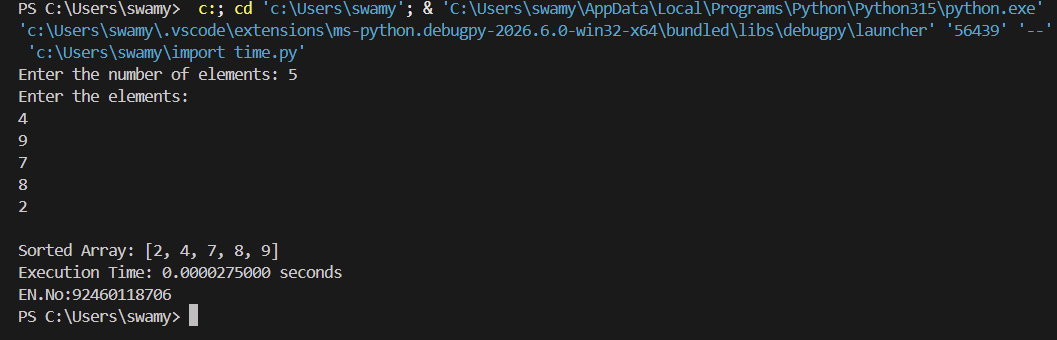 PS C:\Users\swamy>  c:; cd 'c:\Users\swamy'; & 'C:\Users\swamy\AppData\Local\Programs\Python\Python315\python.exe'
'c:\Users\swamy\.vscode\extensions\ms-python.debugpy-2026.6.0-win32-x64\bundled\libs\debugpy\launcher' '56439' '--'
'c:\Users\swamy\import time.py'
Enter the number of elements: 5
Enter the elements:
4
9
7
8
2
Sorted Array: [2, 4, 7, 8, 9]
Execution Time: 0.0000275000 seconds
EN.No:92460118706
PS C:\Users\swamy>